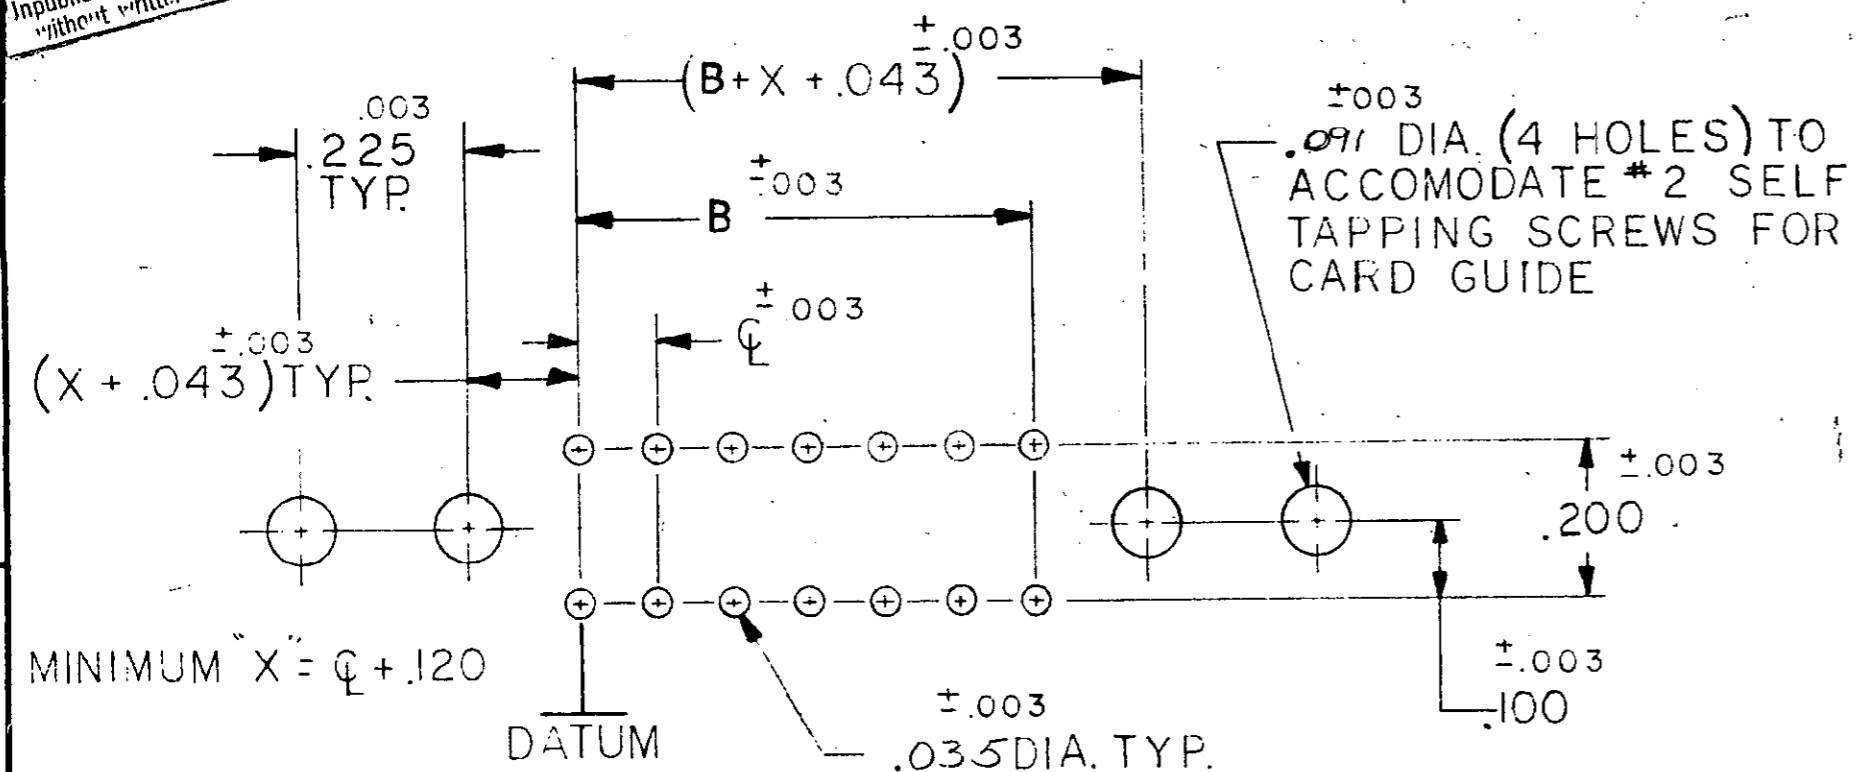 without
±.003
(B+X +.043)
.003
.225
TYP.
±.003
B
±003
.091 DIA. (4 HOLES) TO
ACCOMODATE #2 SELF
TAPPING SCREWS FOR
CARD GUIDE
±.003
℄
±.003
(X + .043) TYP.
±.003
.200
MINIMUM "X" = ℄ + .120
DATUM
±.003
.035 DIA. TYP.
±.003
.100